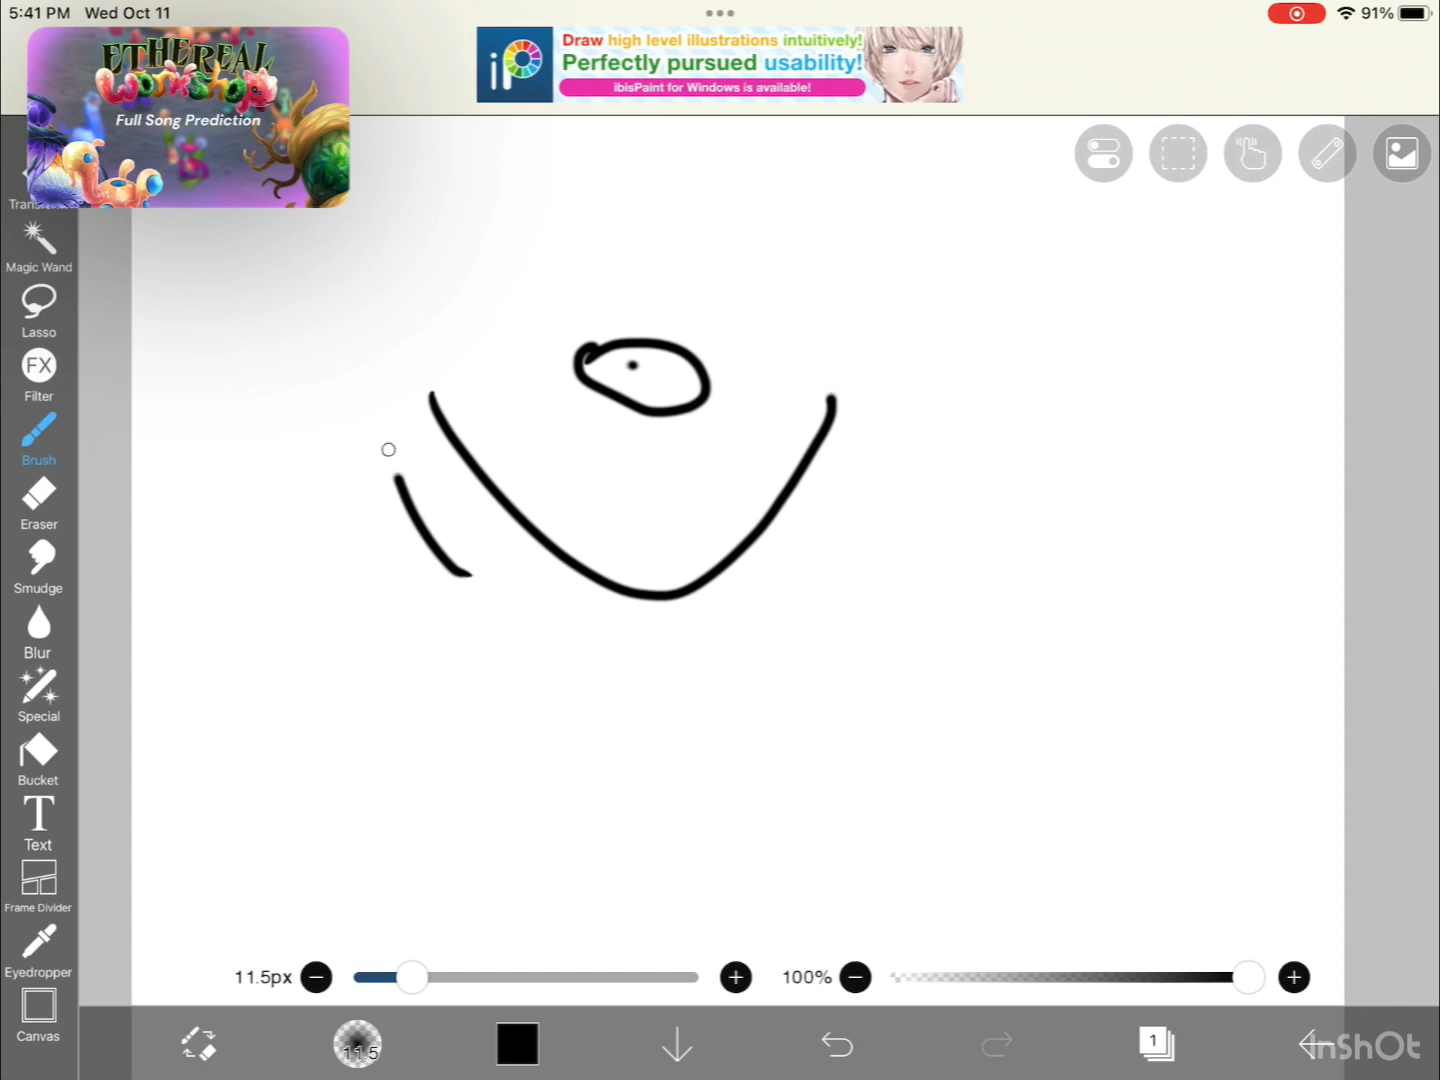 5:41 PM Wed Oct 11
91%
ETHEREAL
Workshop
Full Song Prediction
iP
Draw high level illustrations intuitively!
Perfectly pursued usability!
ibisPaint for Windows is available!
Magic Wand
Lasso
FX
Filter
Brush
Eraser
Smudge
Blur
Special
Bucket
T
Text
Frame Divider
Eyedropper
Canvas
11.5px
100%
11.5
1
InShOt